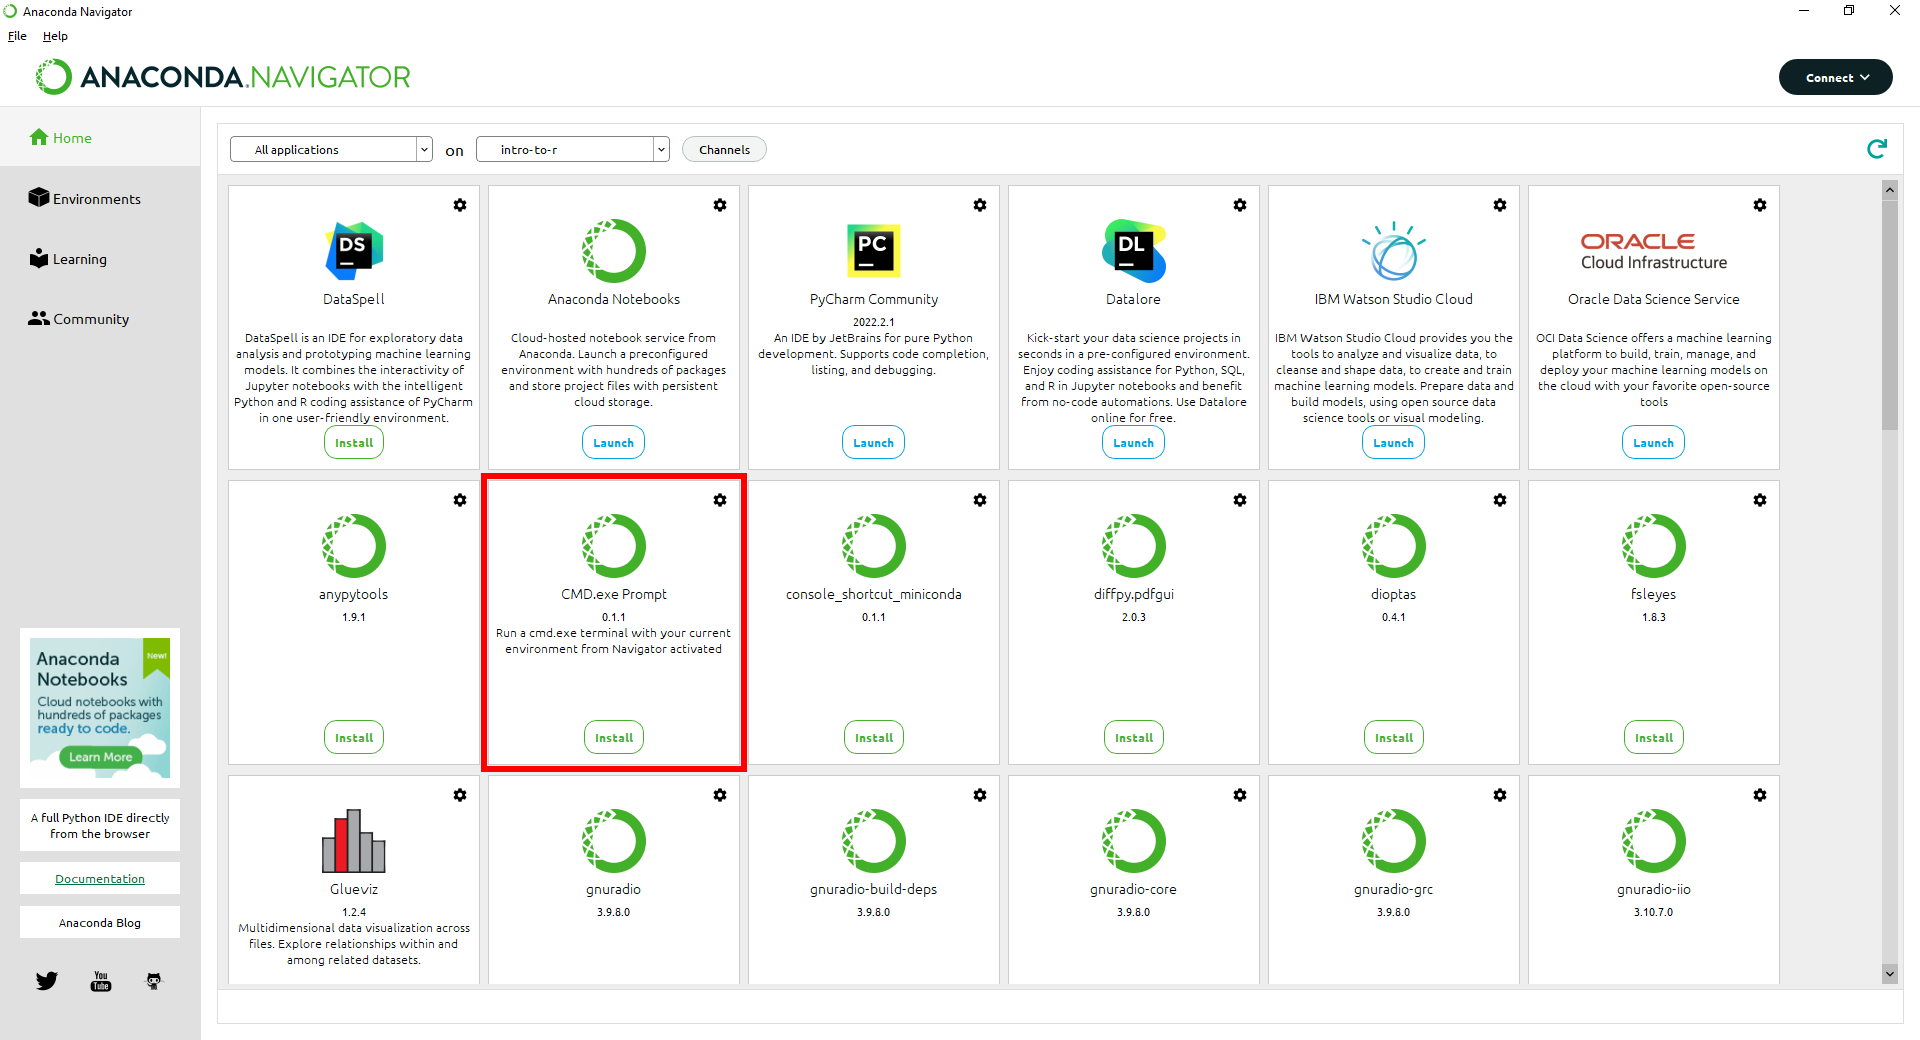 Anaconda Navigator
File Help
ANACONDA.NAVIGATOR
Connect
Home
Environments
Learning
Community
Anaconda
Notebooks
New!
Cloud notebooks with
hundreds of packages
ready to code.
Learn More
A full Python IDE directly
from the browser
Documentation
Anaconda Blog
You
Tube
All applications on intro-to-r Channels
DS
DataSpell
DataSpell is an IDE for exploratory data
analysis and prototyping machine learning
models. It combines the interactivity of
Jupyter notebooks with the intelligent
Python and R coding assistance of PyCharm
in one user-friendly environment.
Install
Anaconda Notebooks
Cloud-hosted notebook service from
Anaconda. Launch a preconfigured
environment with hundreds of packages
and store project files with persistent
cloud storage.
Launch
PC
PyCharm Community
2022.2.1
An IDE by JetBrains for pure Python
development. Supports code completion,
listing, and debugging.
Launch
DL
Datalore
Kick-start your data science projects in
seconds in a pre-configured environment.
Enjoy coding assistance for Python, SQL,
and R in Jupyter notebooks and benefit
from no-code automations. Use Datalore
online for free.
Launch
IBM Watson Studio Cloud
IBM Watson Studio Cloud provides you the
tools to analyze and visualize data, to
cleanse and shape data, to create and train
machine learning models. Prepare data and
build models, using open source data
science tools or visual modeling.
Launch
ORACLE
Cloud Infrastructure
Oracle Data Science Service
OCI Data Science offers a machine learning
platform to build, train, manage, and
deploy your machine learning models on
the cloud with your favorite open-source
tools
Launch
anypytools
1.9.1
Install
CMD.exe Prompt
0.1.1
Run a cmd.exe terminal with your current
environment from Navigator activated
Install
console_shortcut_miniconda
0.1.1
Install
diffpy.pdfgui
2.0.3
Install
dioptas
0.4.1
Install
fsleyes
1.8.3
Install
Glueviz
1.2.4
Multidimensional data visualization across
files. Explore relationships within and
among related datasets.
gnuradio
3.9.8.0
gnuradio-build-deps
3.9.8.0
gnuradio-core
3.9.8.0
gnuradio-grc
3.9.8.0
gnuradio-iio
3.10.7.0